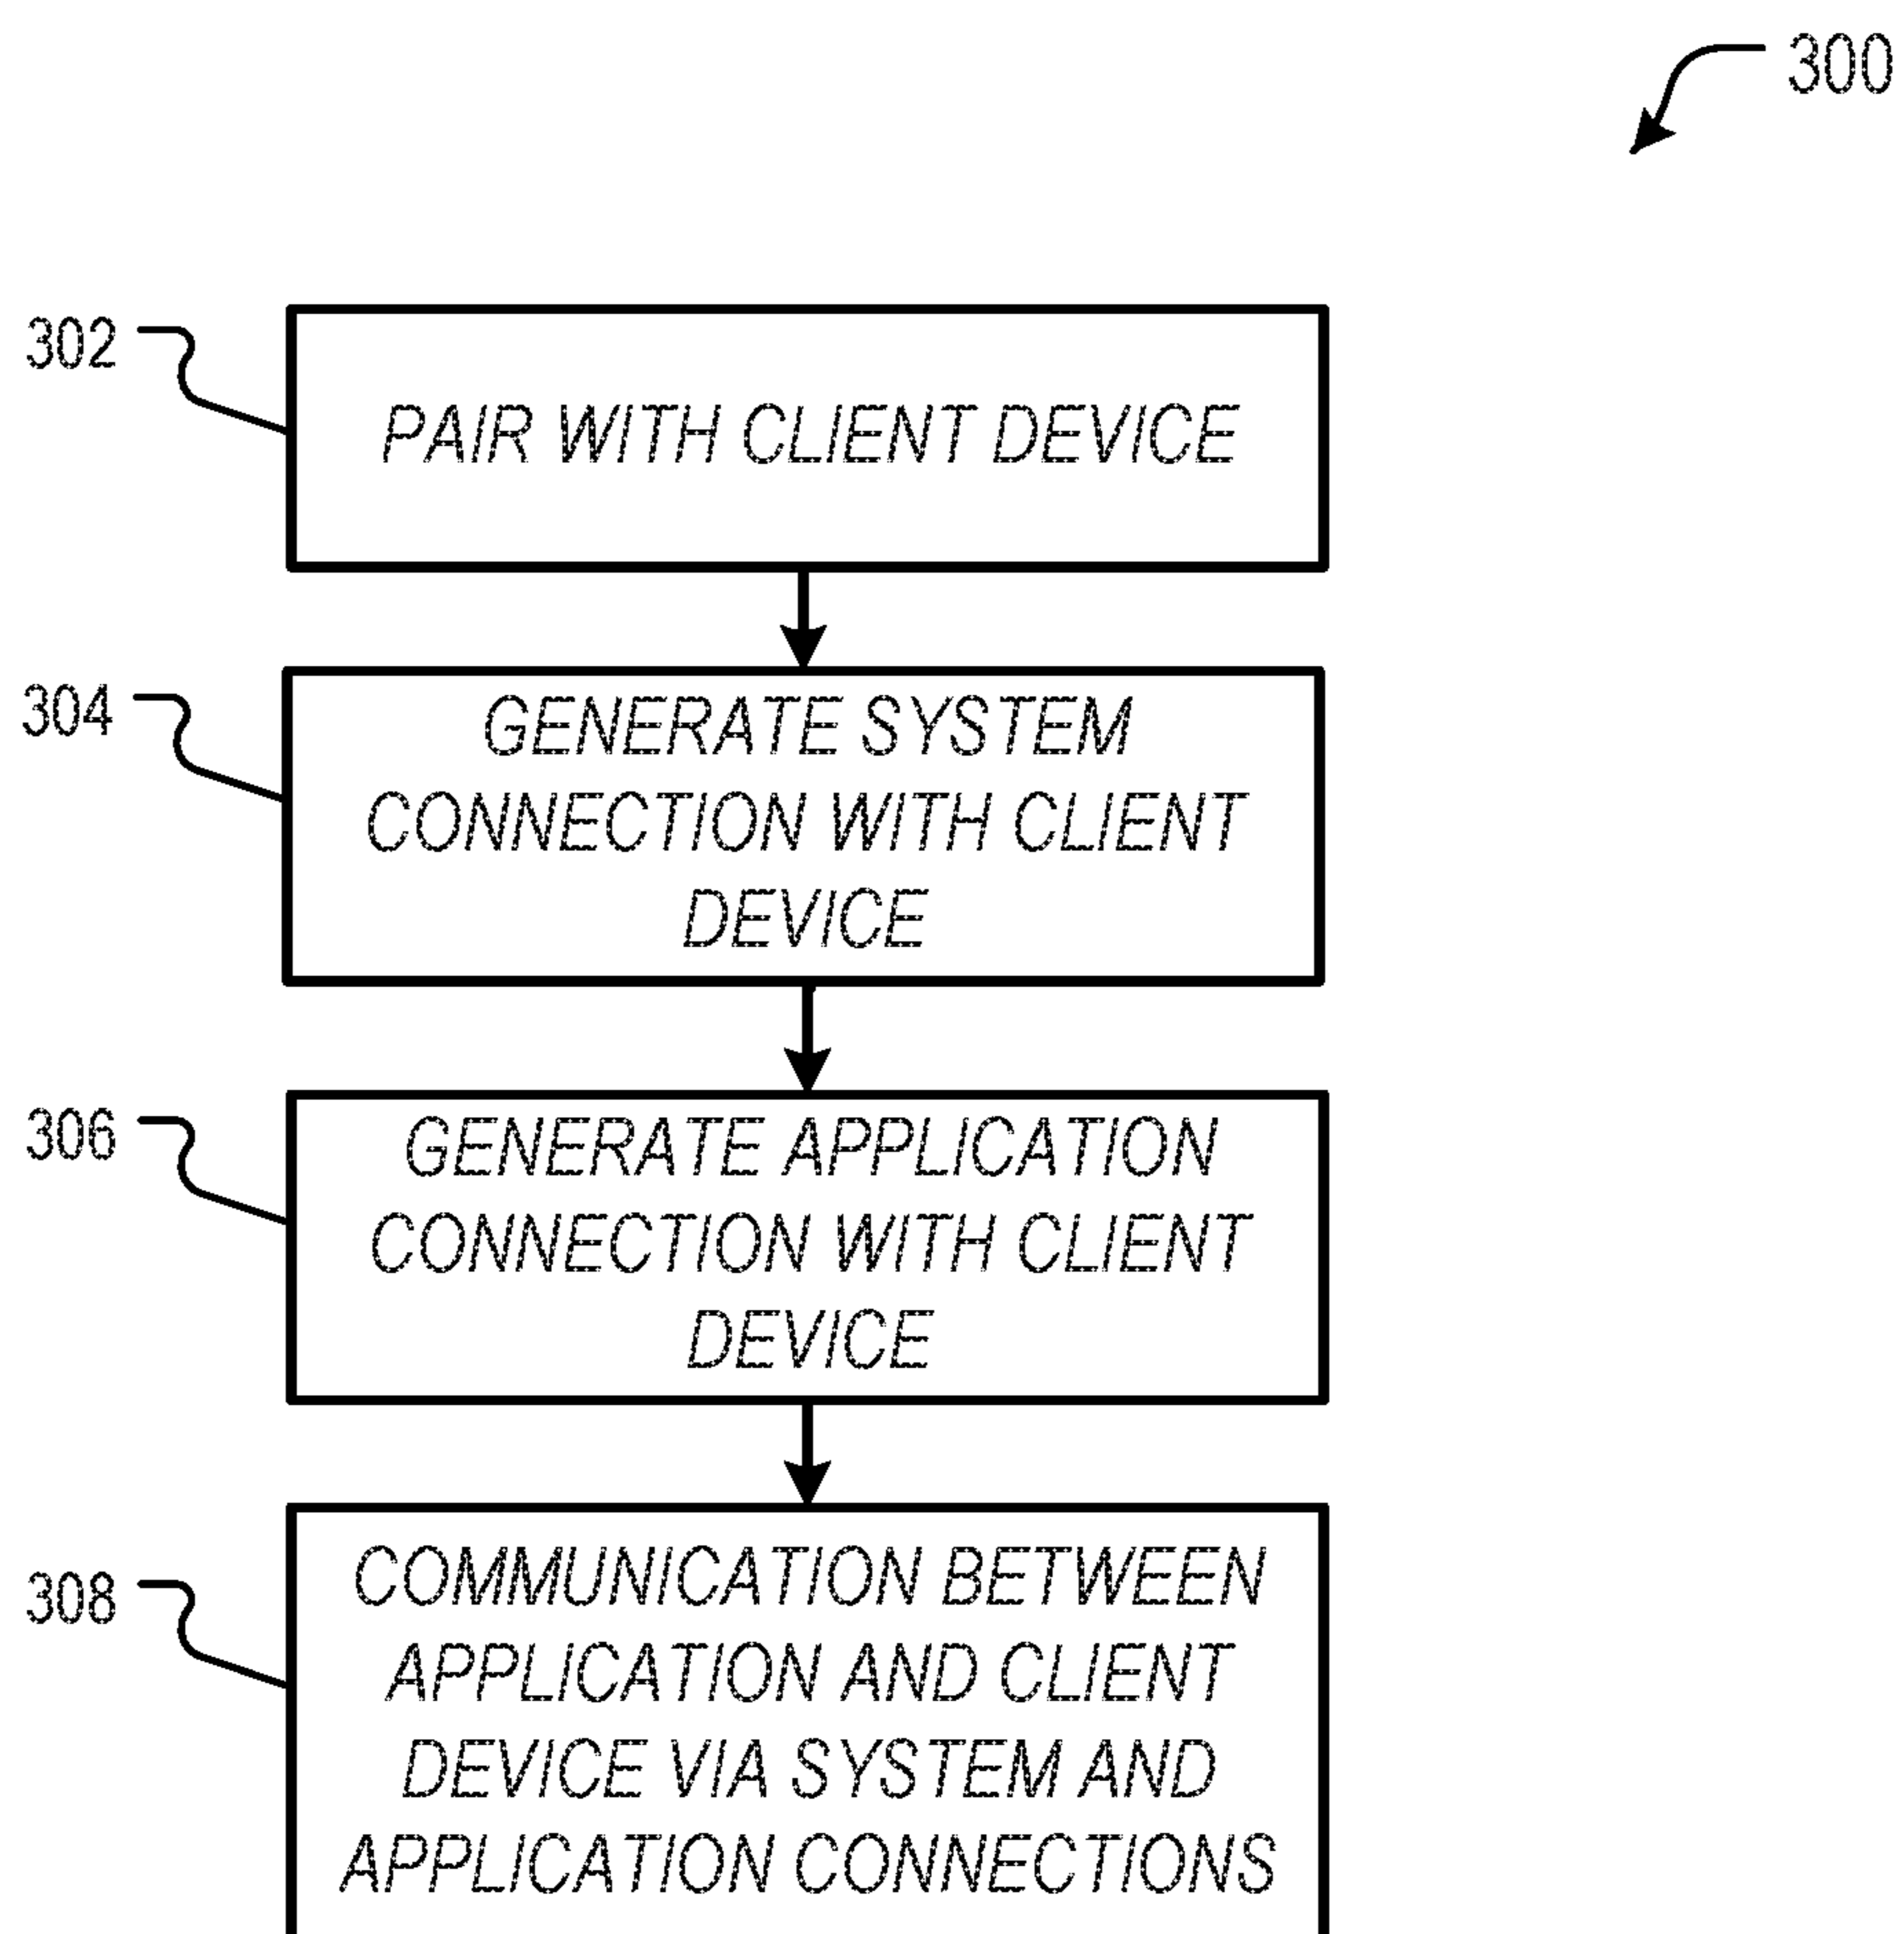 300
302
PAIR WITH CLIENT DEVICE
304
GENERATE SYSTEM
CONNECTION WITH CLIENT
DEVICE
306
GENERATE APPLICATION
CONNECTION WITH CLIENT
DEVICE
308
COMMUNICATION BETWEEN
APPLICATION AND CLIENT
DEVICE VIA SYSTEM AND
APPLICATION CONNECTIONS